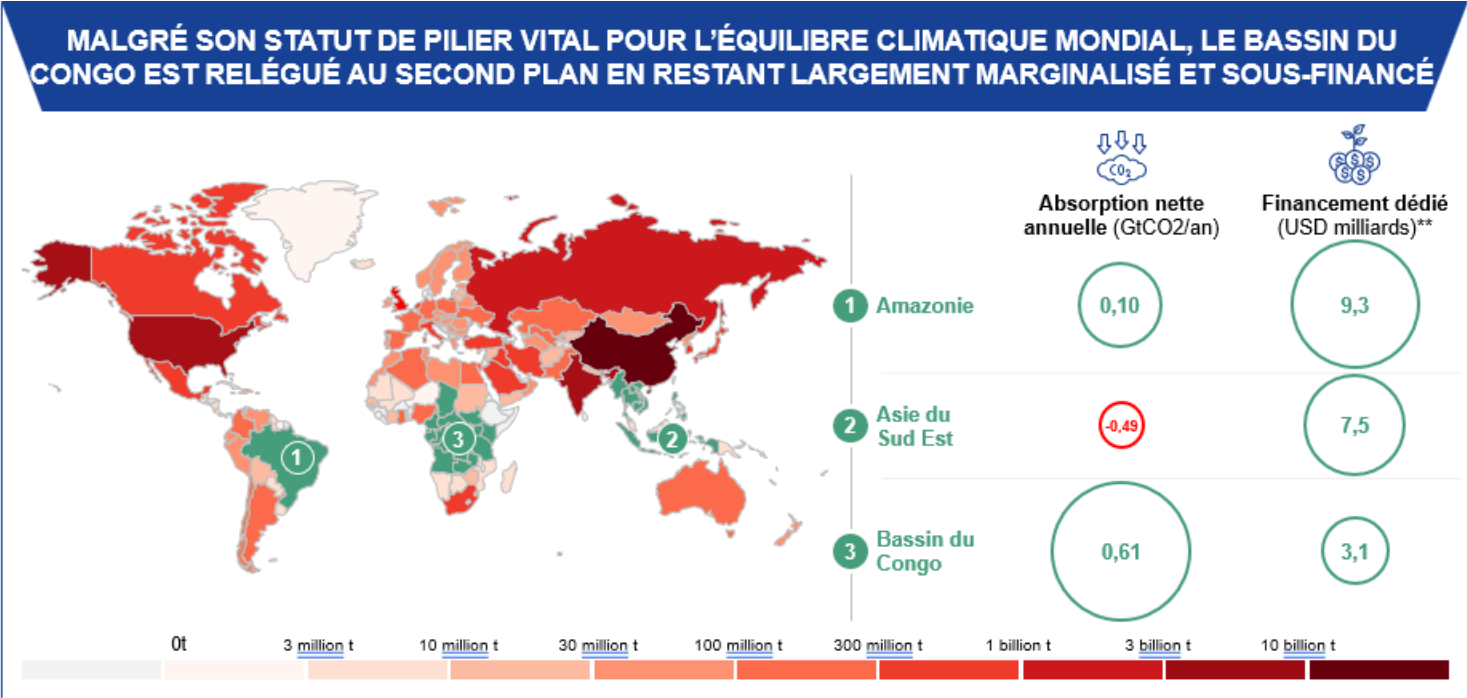 MALGRÉ SON STATUT DE PILIER VITAL POUR L'ÉQUILIBRE CLIMATIQUE MONDIAL, LE BASSIN DU
CONGO EST RELÉGUÉ AU SECOND PLAN EN RESTANT LARGEMENT MARGINALISÉ ET SOUS-FINANCÉ
CO2
$ $ $
$ $
Absorption nette
annuelle (GtCO2/an)
Financement dédié
(USD milliards)**
1 Amazonie
0,10
9,3
2 Asie du
Sud Est
-0,49
7,5
3 Bassin du
Congo
0,61
3,1
1
3
2
0t
3 million t
10 million t
30 million t
100 million t
300 million t
1 billion t
3 billion t
10 billion t